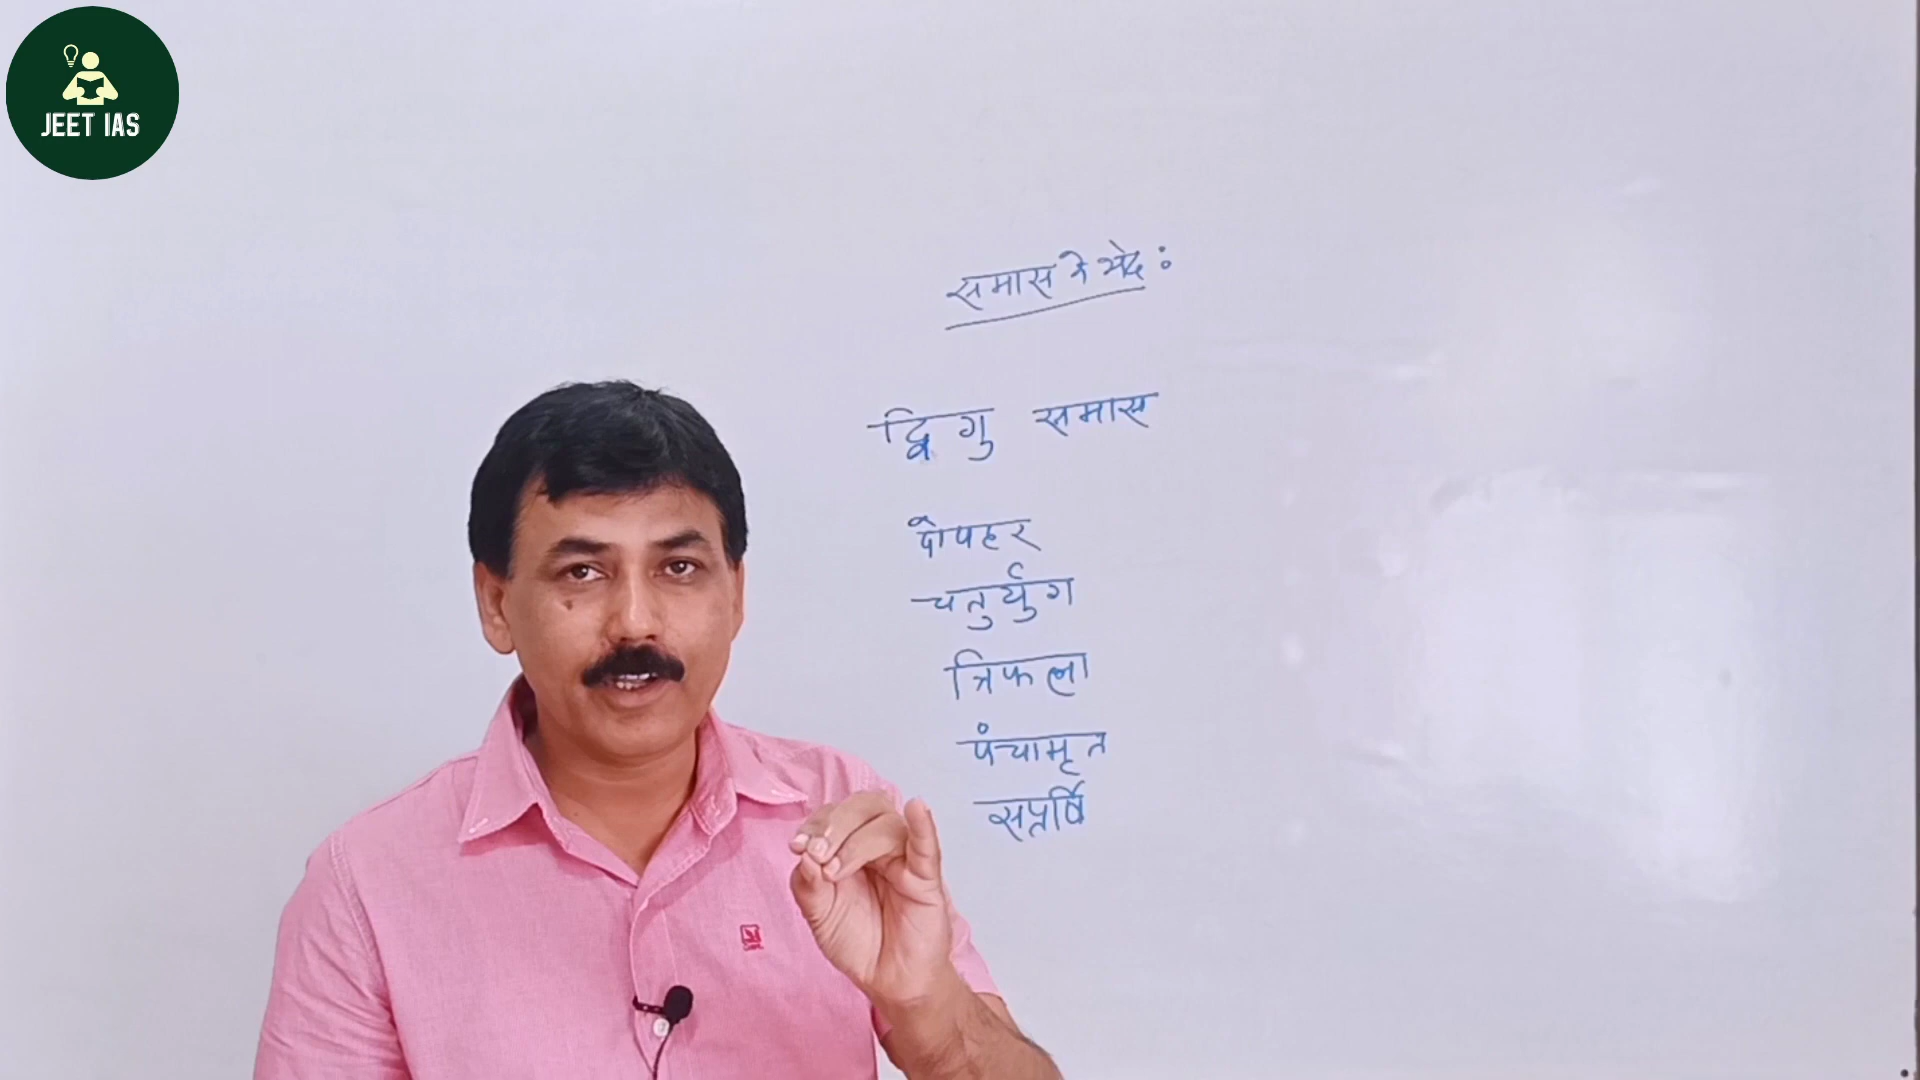 JEET IAS
समास के भेद :
द्विगु समास
दोपहर
चतुर्युग
त्रिफला
पंचामृत
सप्तर्षि